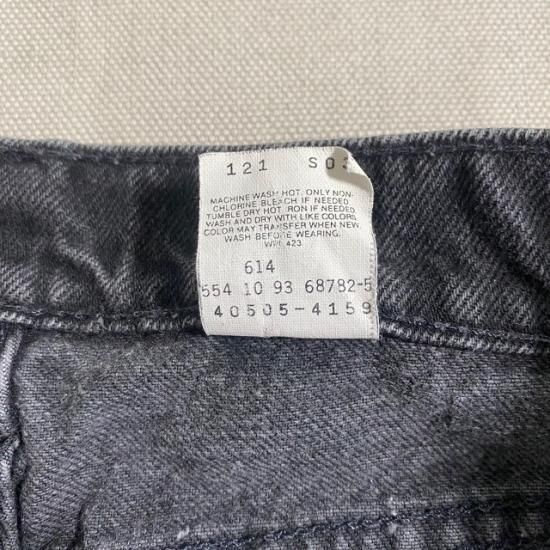 121 S03
MACHINE WASH HOT. ONLY NON-
CHLORINE BLEACH IF NEEDED
TUMBLE DRY HOT. IRON IF NEEDED
WASH AND DRY WITH LIKE COLORS
COLOR MAY TRANSFER WHEN NEW.
WASH BEFORE WEARING.
WPL 423
614
554 10 93 68782-5
40505-4159